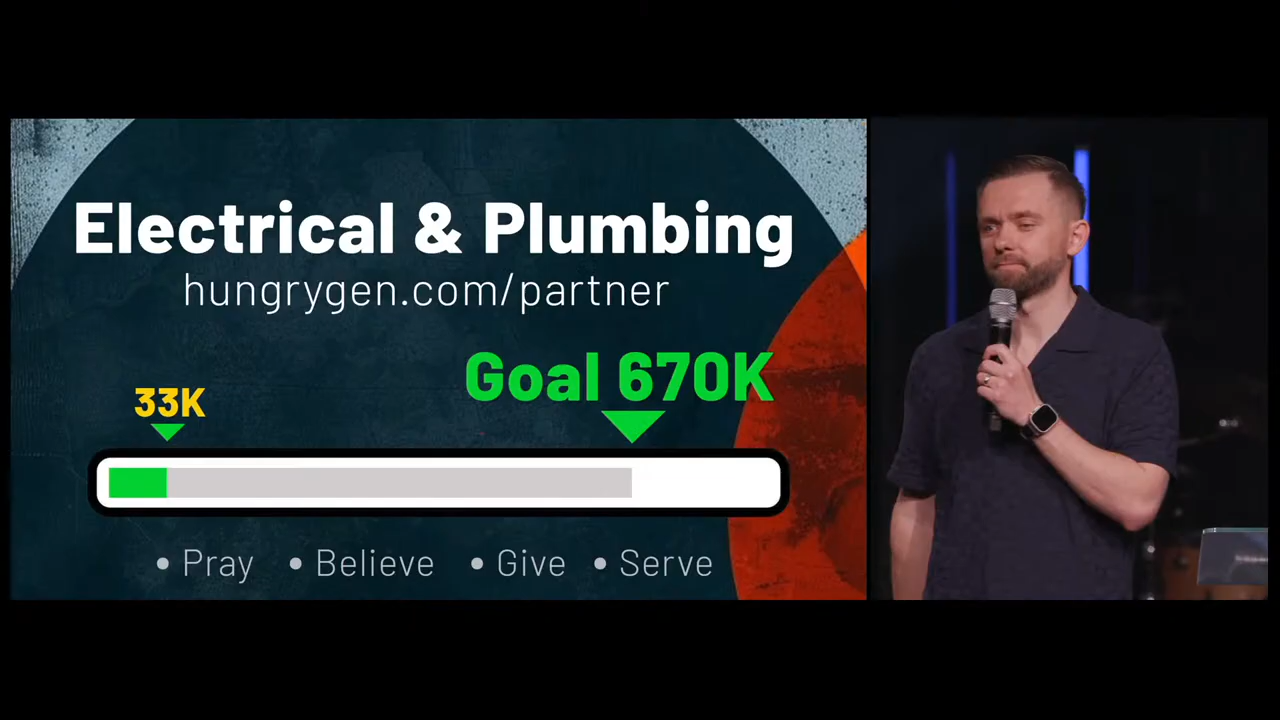 Electrical & Plumbing
hungrygen.com/partner
Goal 670K
33K
• Pray • Believe • Give • Serve